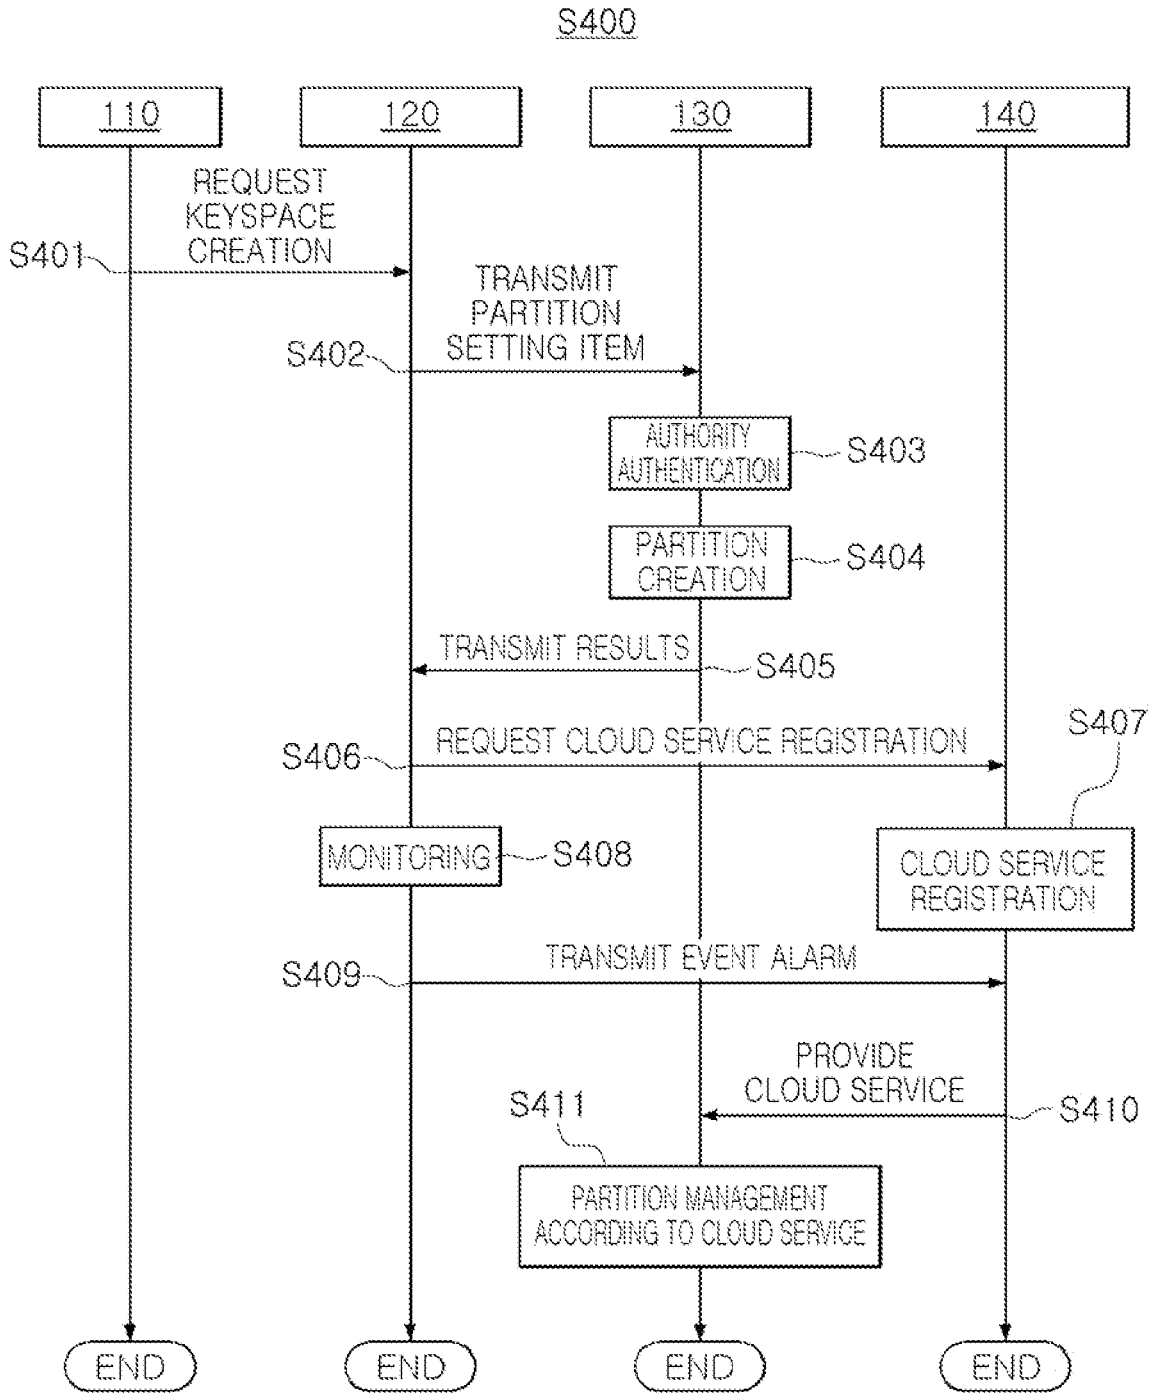 S400
110
120
130
140
REQUEST
KEYSPACE
CREATION
S401
TRANSMIT
PARTITION
SETTING ITEM
S402
AUTHORITY
AUTHENTICATION
S403
PARTITION
CREATION
S404
TRANSMIT RESULTS
S405
REQUEST CLOUD SERVICE REGISTRATION
S406
S407
MONITORING
S408
CLOUD SERVICE
REGISTRATION
TRANSMIT EVENT ALARM
S409
PROVIDE
CLOUD SERVICE
S410
S411
PARTITION MANAGEMENT
ACCORDING TO CLOUD SERVICE
END
END
END
END